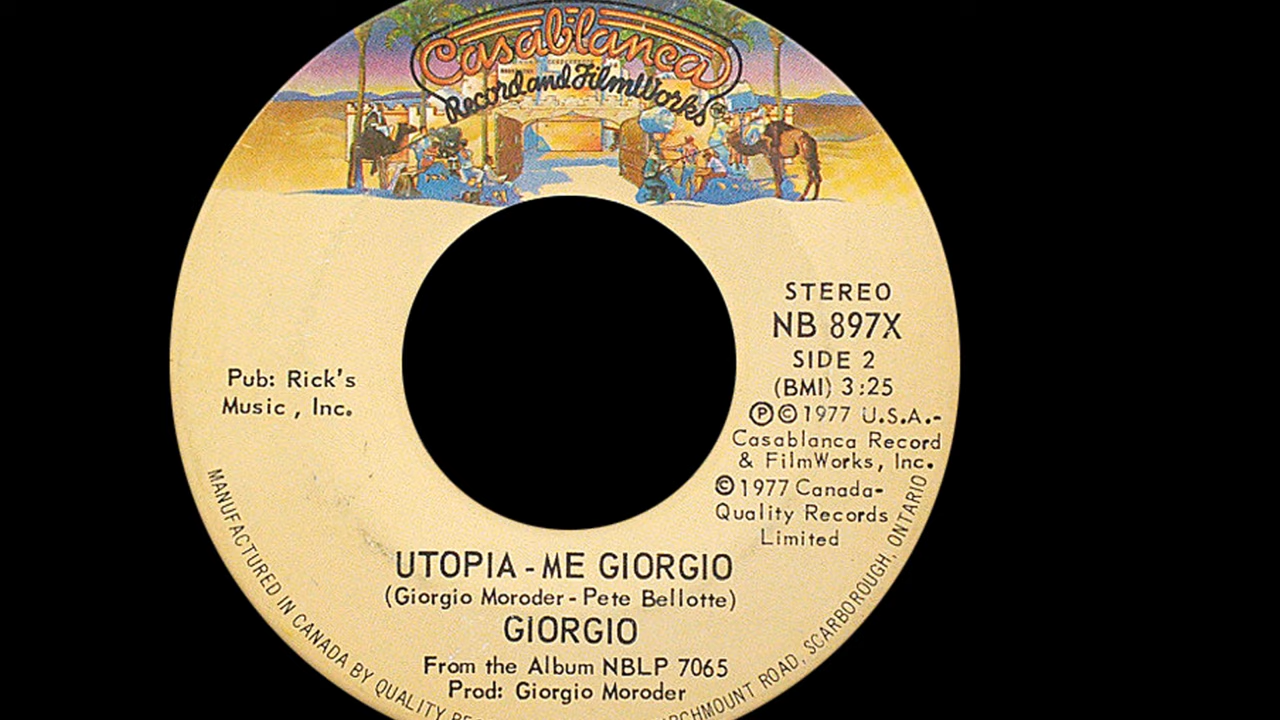 Casablanca
Record and FilmWorks
STEREO
NB 897X
SIDE 2
(BMI) 3:25
Ⓟ©1977 U.S.A.-
Casablanca Record
& FilmWorks, Inc.
©1977 Canada-
Quality Records
Limited
Pub: Rick's
Music, Inc.
UTOPIA - ME GIORGIO
(Giorgio Moroder - Pete Bellotte)
GIORGIO
From the Album NBLP 7065
Prod: Giorgio Moroder
MANUFACTURED IN CANADA BY QUALITY ROAD, SCARBOROUGH, ONTARIO